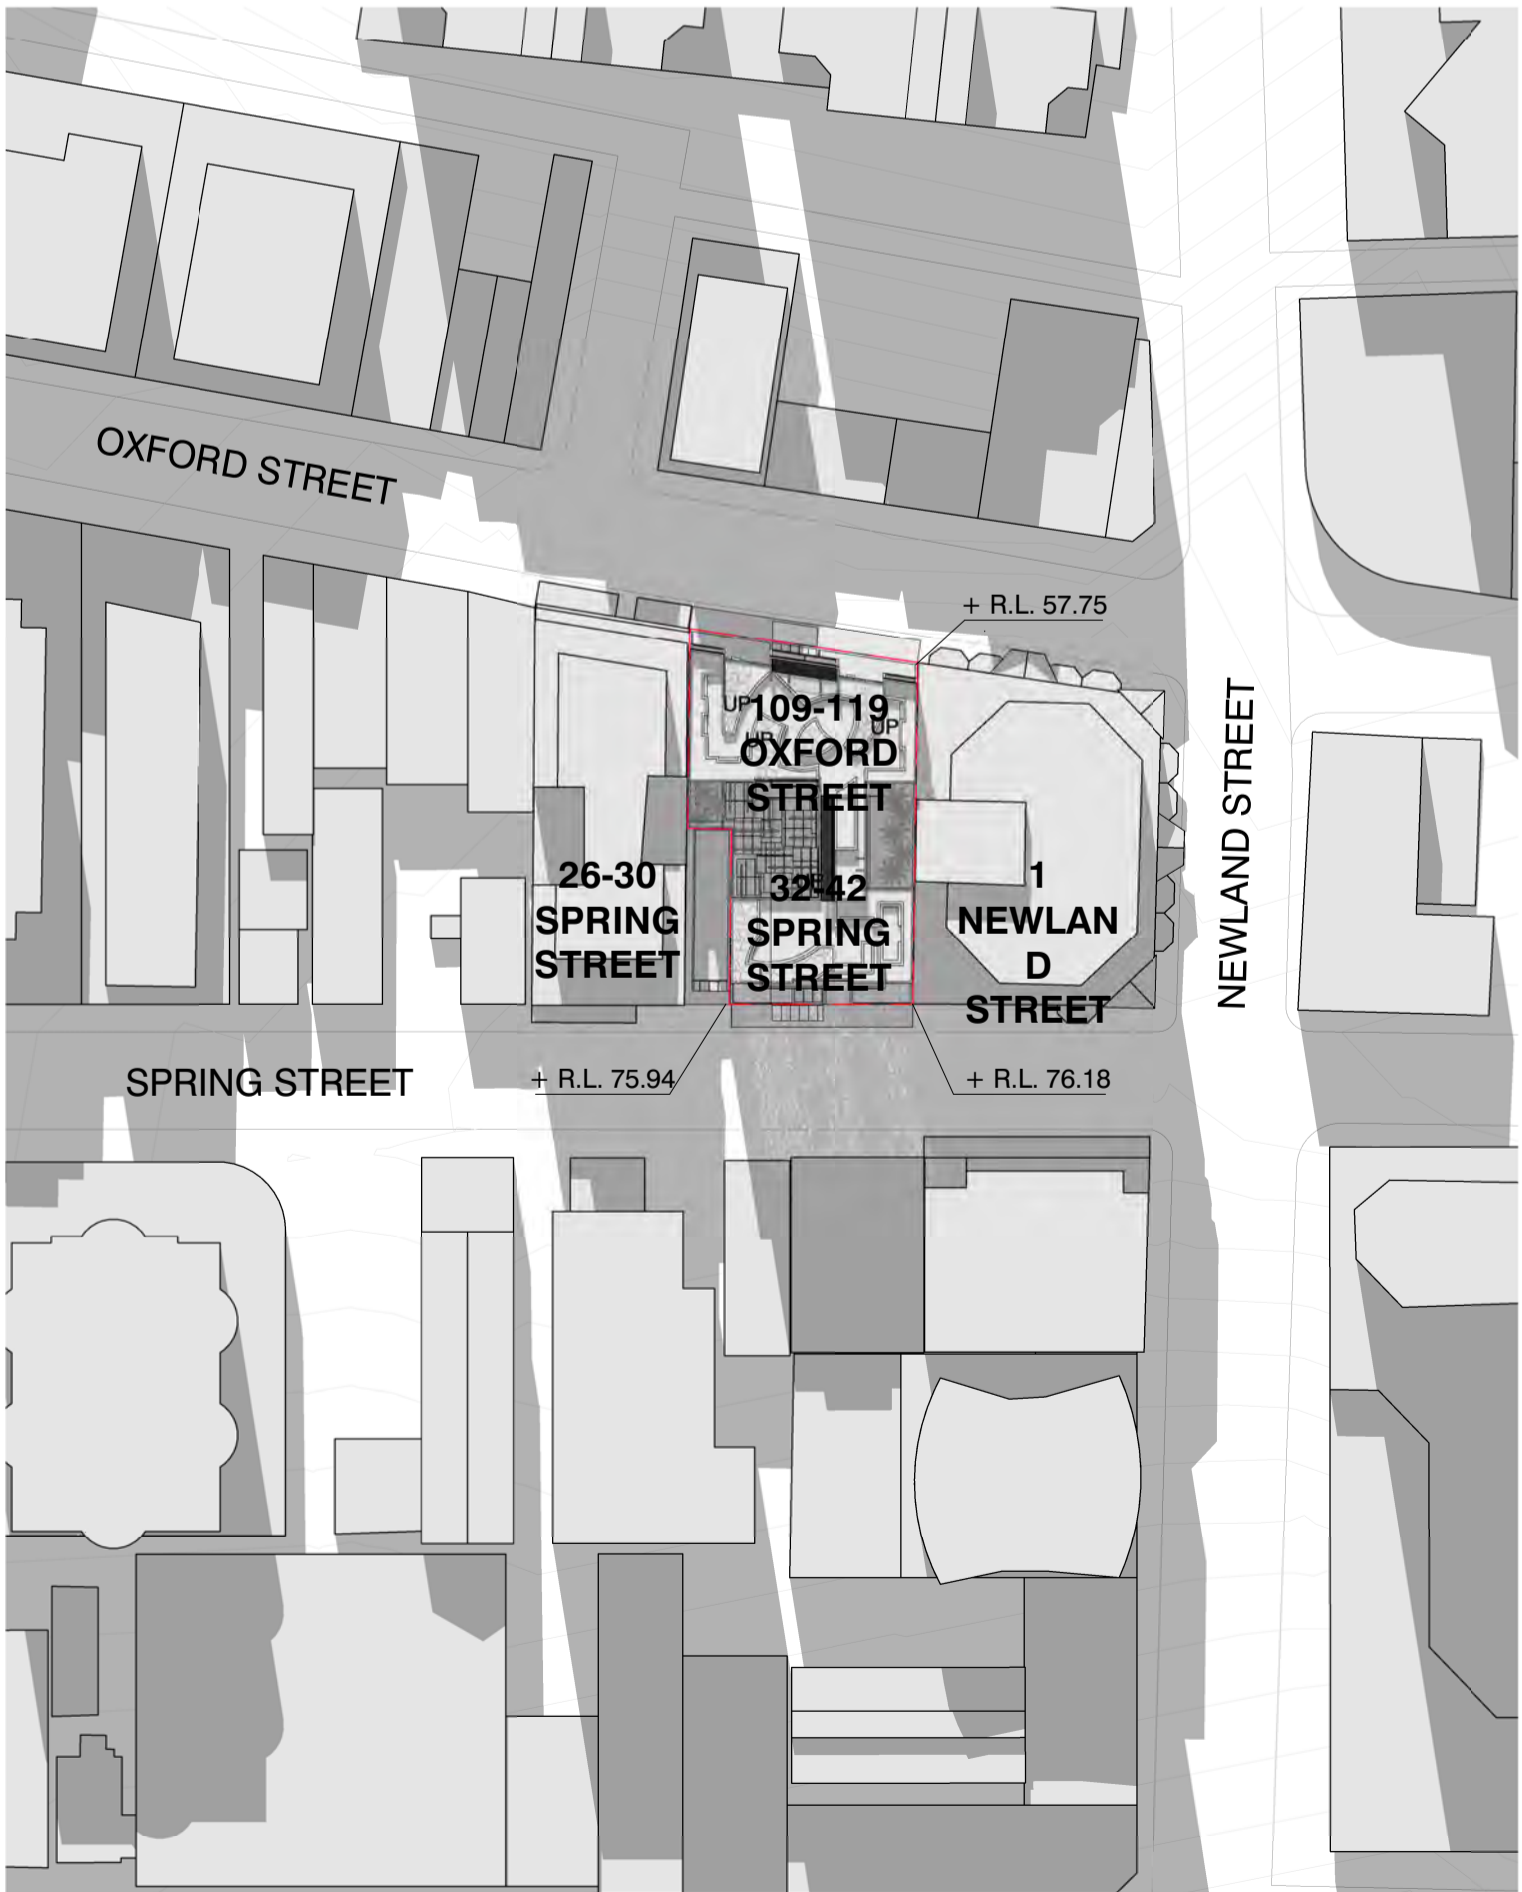 OXFORD STREET
+ R.L. 57.75
UP
109-119
OXFORD
STREET
UP
UP
NEWLAND STREET
26-30
SPRING
STREET
32-42
SPRING
STREET
1
NEWLAN
D
STREET
SPRING STREET
+ R.L. 75.94
+ R.L. 76.18